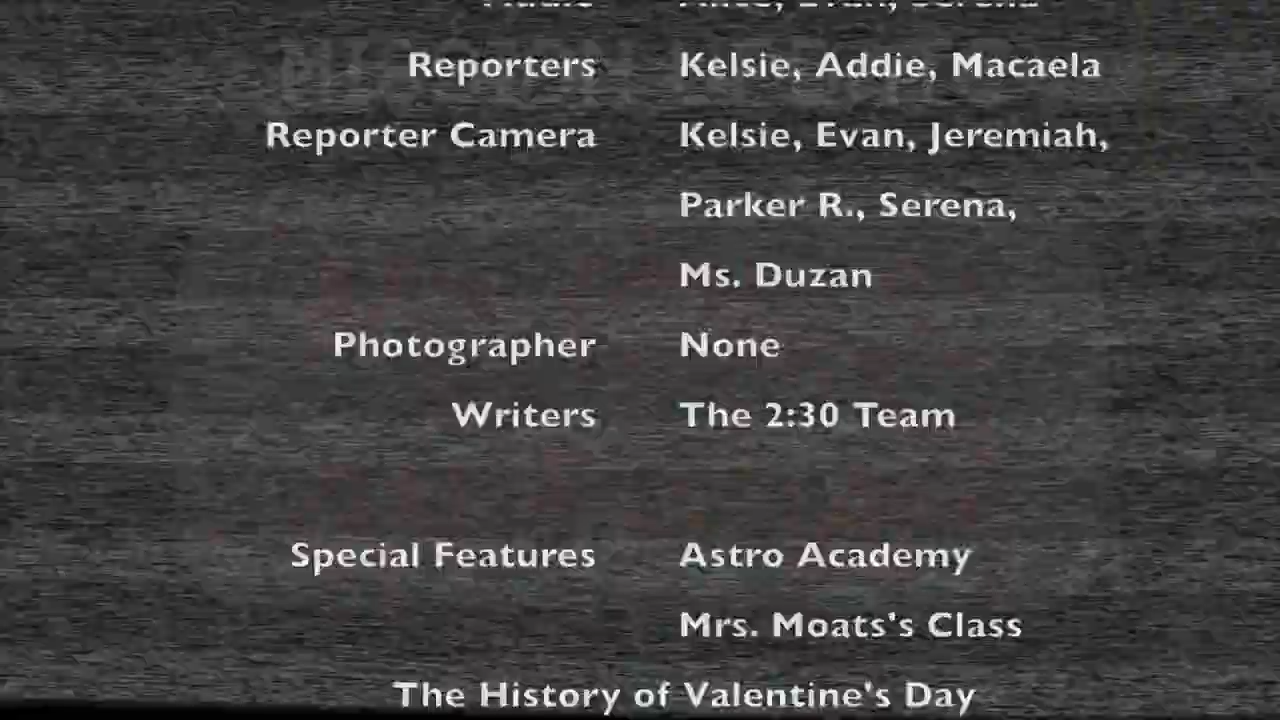 Reporters Kelsie, Addie, Macaela
Reporter Camera Kelsie, Evan, Jeremiah,
Parker R., Serena,
Ms. Duzan
Photographer None
Writers The 2:30 Team
Special Features Astro Academy
Mrs. Moats's Class
The History of Valentine's Day